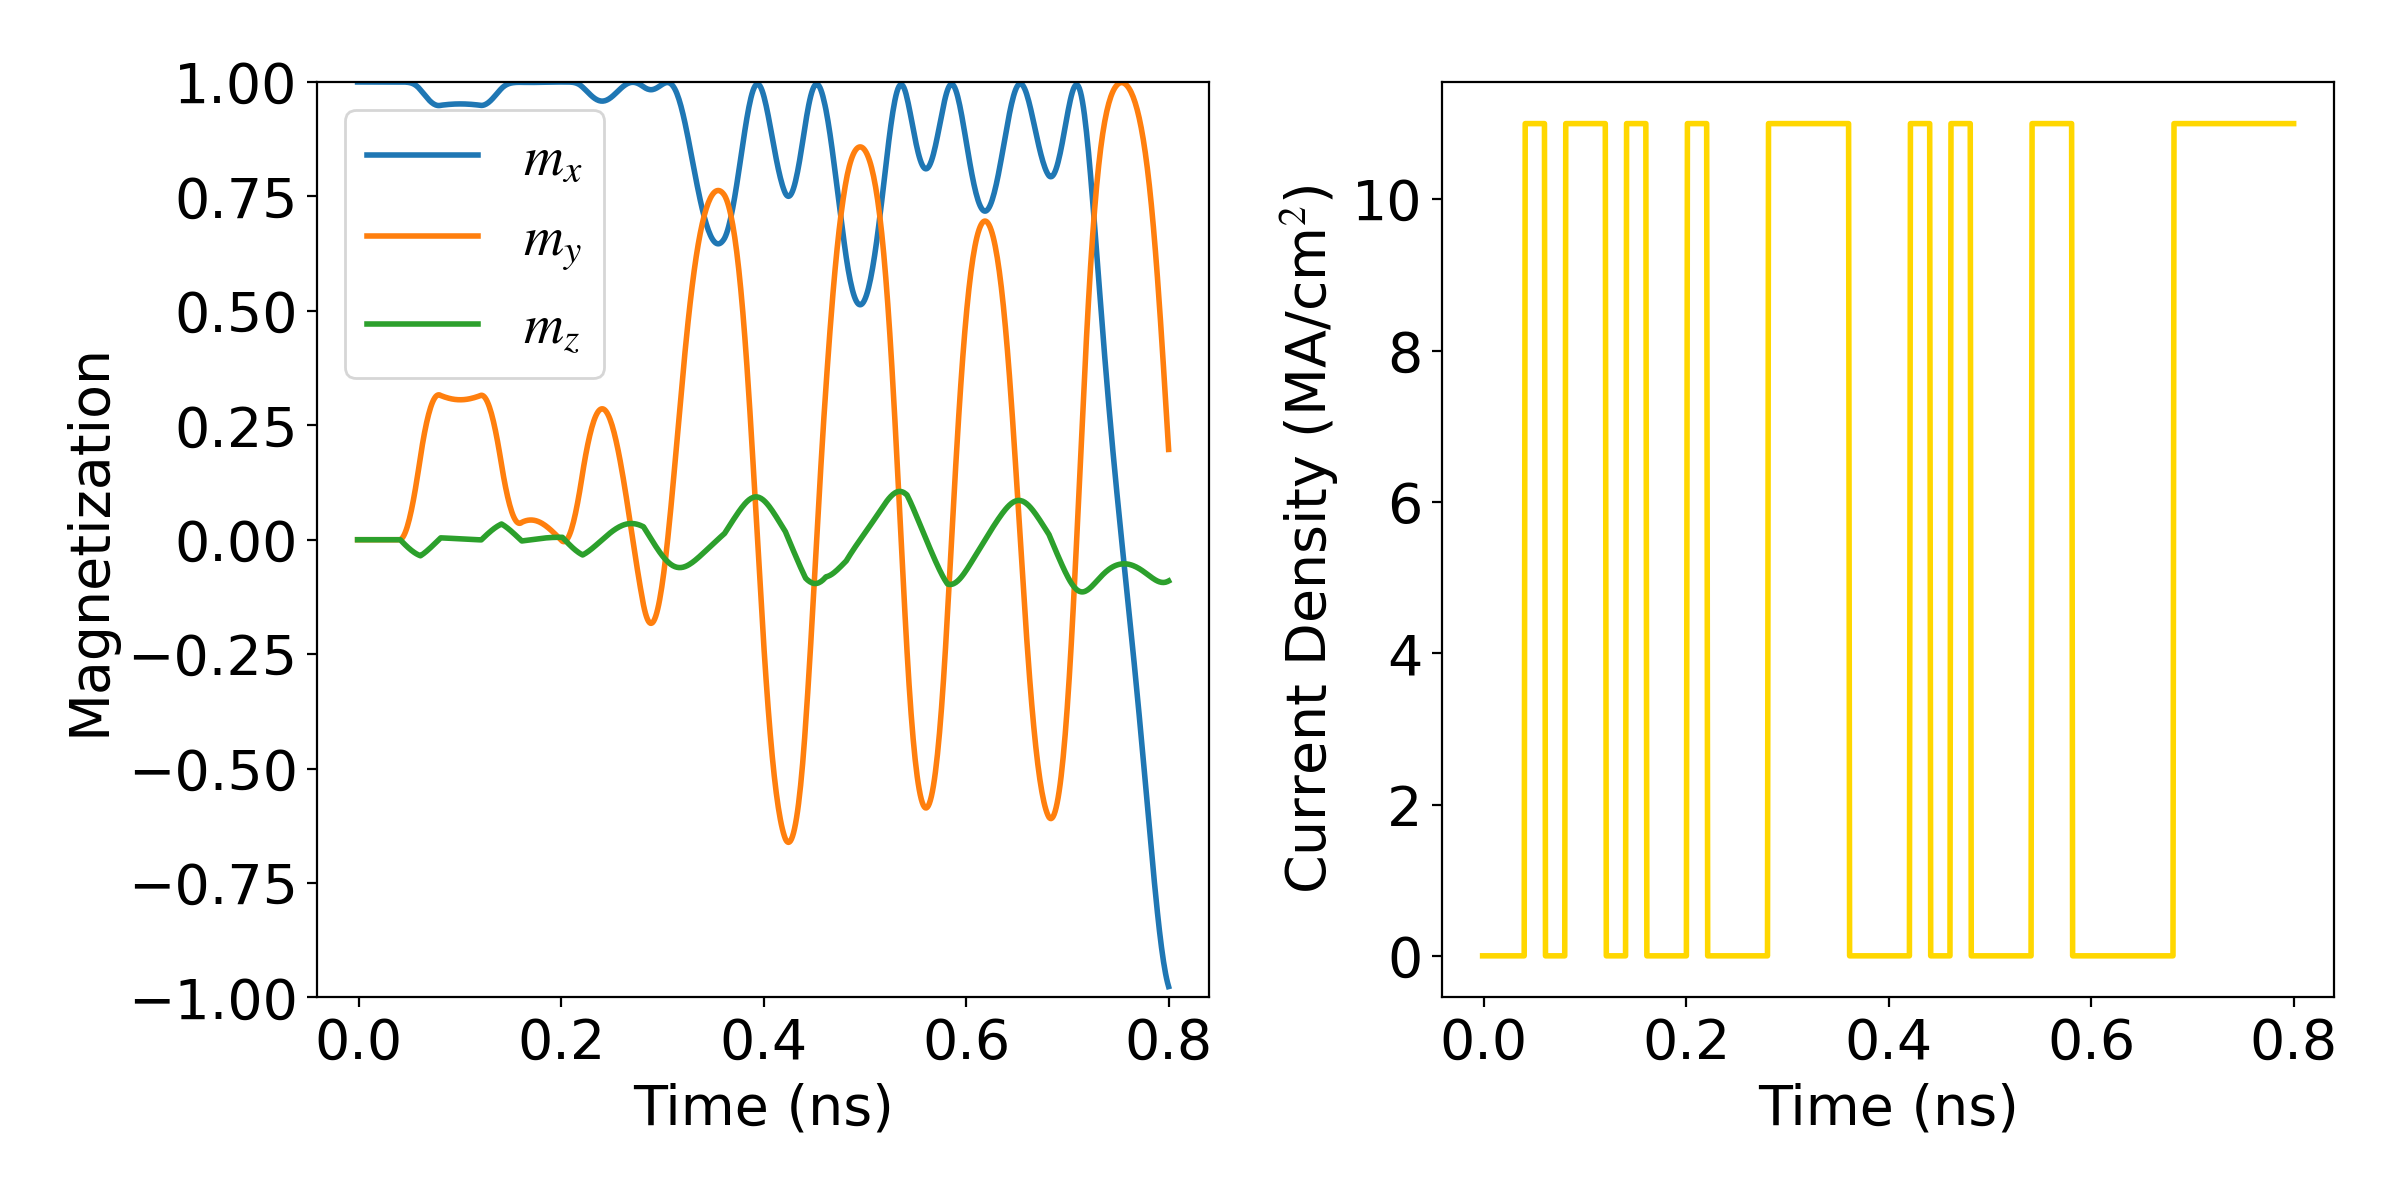 Magnetization
1.00
0.75
0.50
0.25
0.00
−0.25
−0.50
−0.75
−1.00
m_x
m_y
m_z
0.0 0.2 0.4 0.6 0.8
Time (ns)
Current Density (MA/cm²)
10
8
6
4
2
0
0.0 0.2 0.4 0.6 0.8
Time (ns)